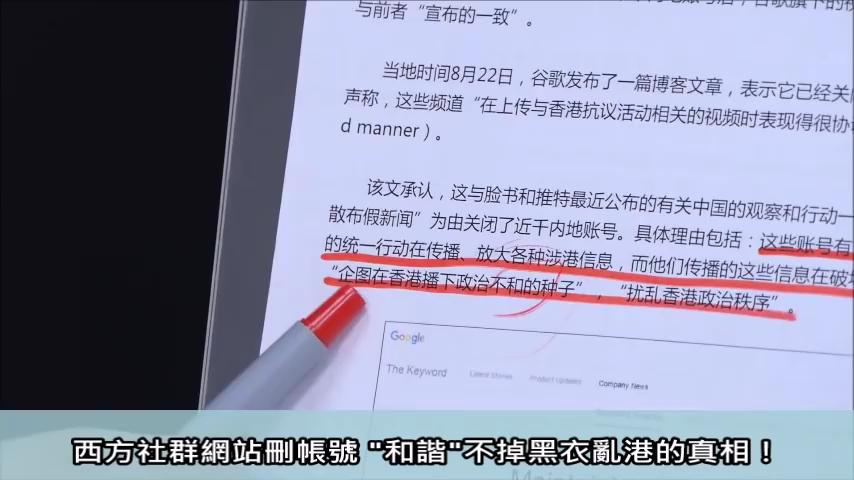 与前者“宣布的一致”。
当地时间8月22日，谷歌发布了一篇博客文章，表示它已经关
声称，这些频道“在上传与香港抗议活动相关的视频时表现得很协
d manner）。
该文承认，这与脸书和推特最近公布的有关中国的观察和行动一
散布假新闻”为由关闭了近千内地账号。具体理由包括：这些账号有
的统一行动在传播、放大各种涉港信息，而他们传播的这些信息在破
“企图在香港播下政治不和的种子”，“扰乱香港政治秩序”。
Google
The Keyword Latest Stories Product Updates Company News
西方社群網站刪帳號 "和諧"不掉黑衣亂港的真相！